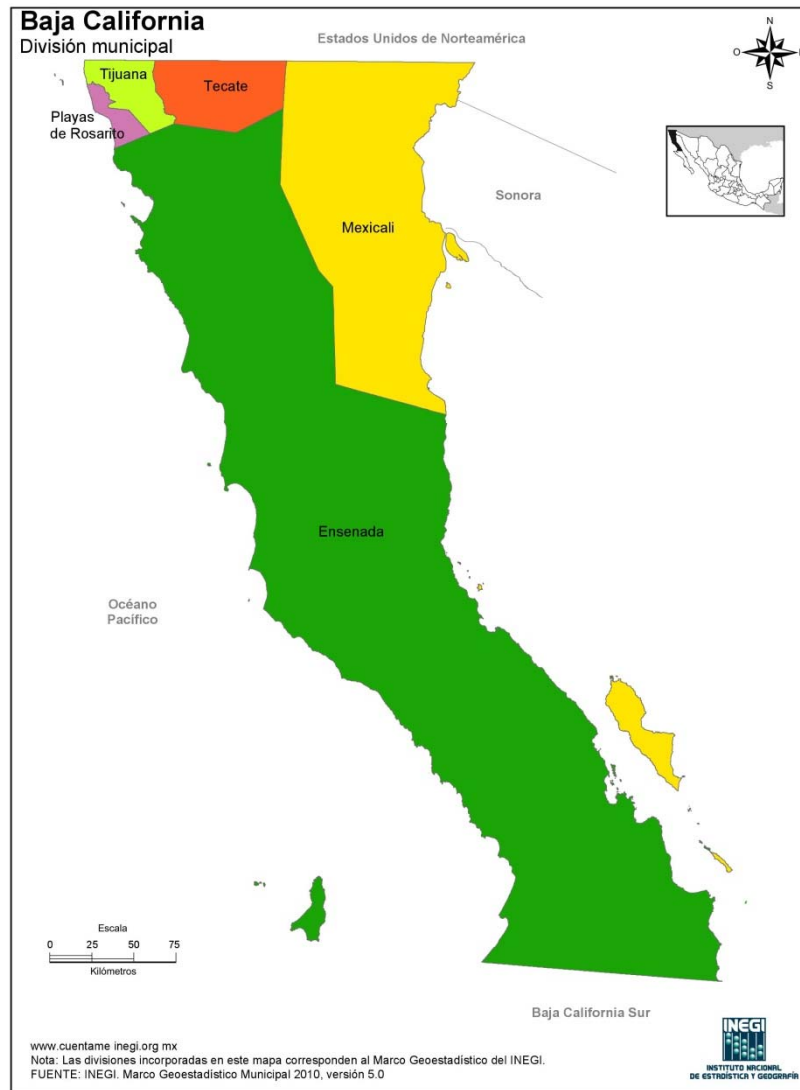 Baja California
División municipal
Estados Unidos de Norteamérica
N
O
S
Tijuana
Tecate
Playas
de Rosarito
Sonora
Mexicali
Ensenada
Océano
Pacífico
Escala
0 25 50 75
Kilómetros
Baja California Sur
www.cuentame inegi.org mx
Nota: Las divisiones incorporadas en este mapa corresponden al Marco Geoestadístico del INEGI.
FUENTE: INEGI. Marco Geoestadístico Municipal 2010, versión 5.0
INEGI
INSTITUTO NACIONAL
DE ESTADÍSTICA Y GEOGRAFÍA